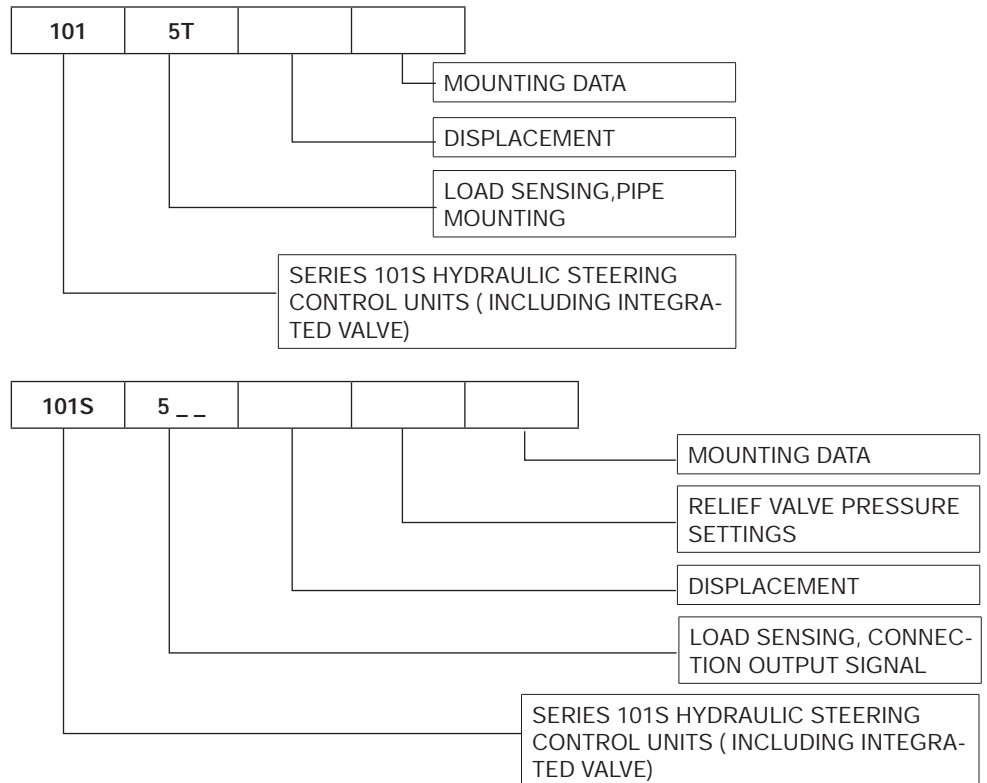 101 5T
MOUNTING DATA
DISPLACEMENT
LOAD SENSING,PIPE
MOUNTING
SERIES 101S HYDRAULIC STEERING
CONTROL UNITS ( INCLUDING INTEGRA-
TED VALVE)
101S 5 _ _
MOUNTING DATA
RELIEF VALVE PRESSURE
SETTINGS
DISPLACEMENT
LOAD SENSING, CONNEC-
TION OUTPUT SIGNAL
SERIES 101S HYDRAULIC STEERING
CONTROL UNITS ( INCLUDING INTEGRA-
TED VALVE)